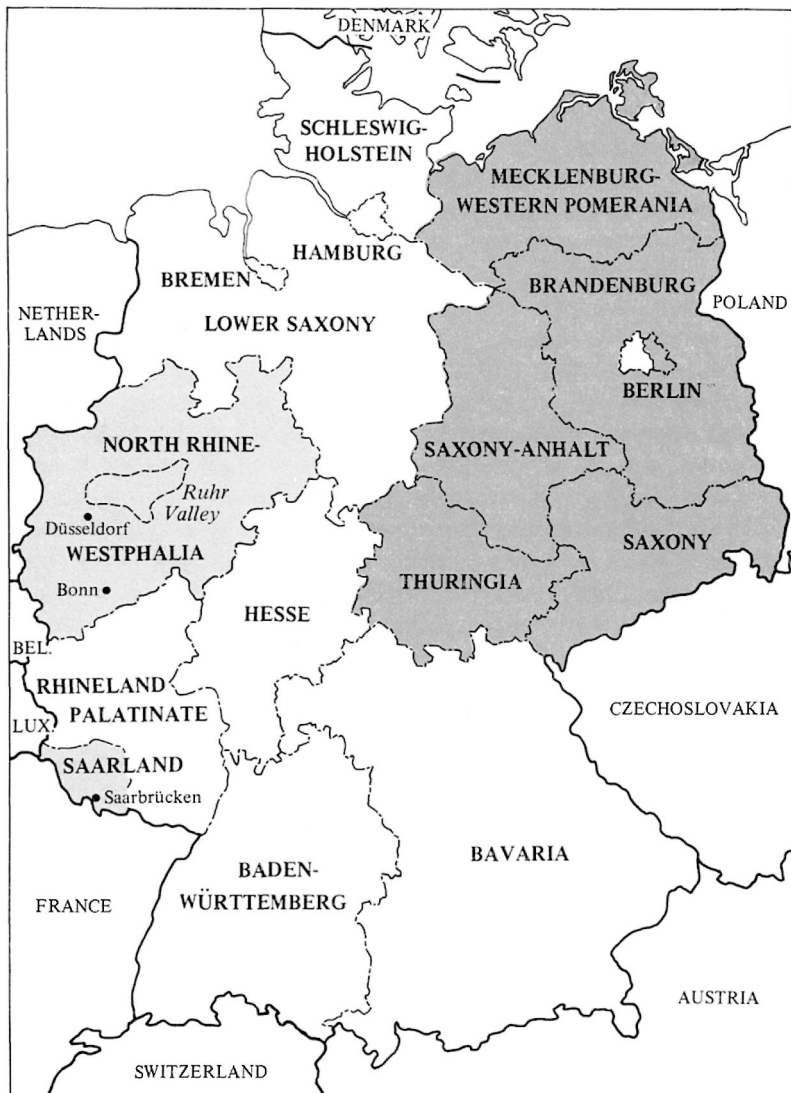 DENMARK
SCHLESWIG-
HOLSTEIN
MECKLENBURG-
WESTERN POMERANIA
HAMBURG
BREMEN
BRANDENBURG
NETHER-
LANDS
POLAND
LOWER SAXONY
BERLIN
NORTH RHINE-
SAXONY-ANHALT
Ruhr
Valley
Düsseldorf
WESTPHALIA
SAXONY
THURINGIA
Bonn
HESSE
BEL.
RHINELAND
PALATINATE
CZECHOSLOVAKIA
LUX.
SAARLAND
Saarbrücken
BAVARIA
BADEN-
WÜRTTEMBERG
FRANCE
AUSTRIA
SWITZERLAND